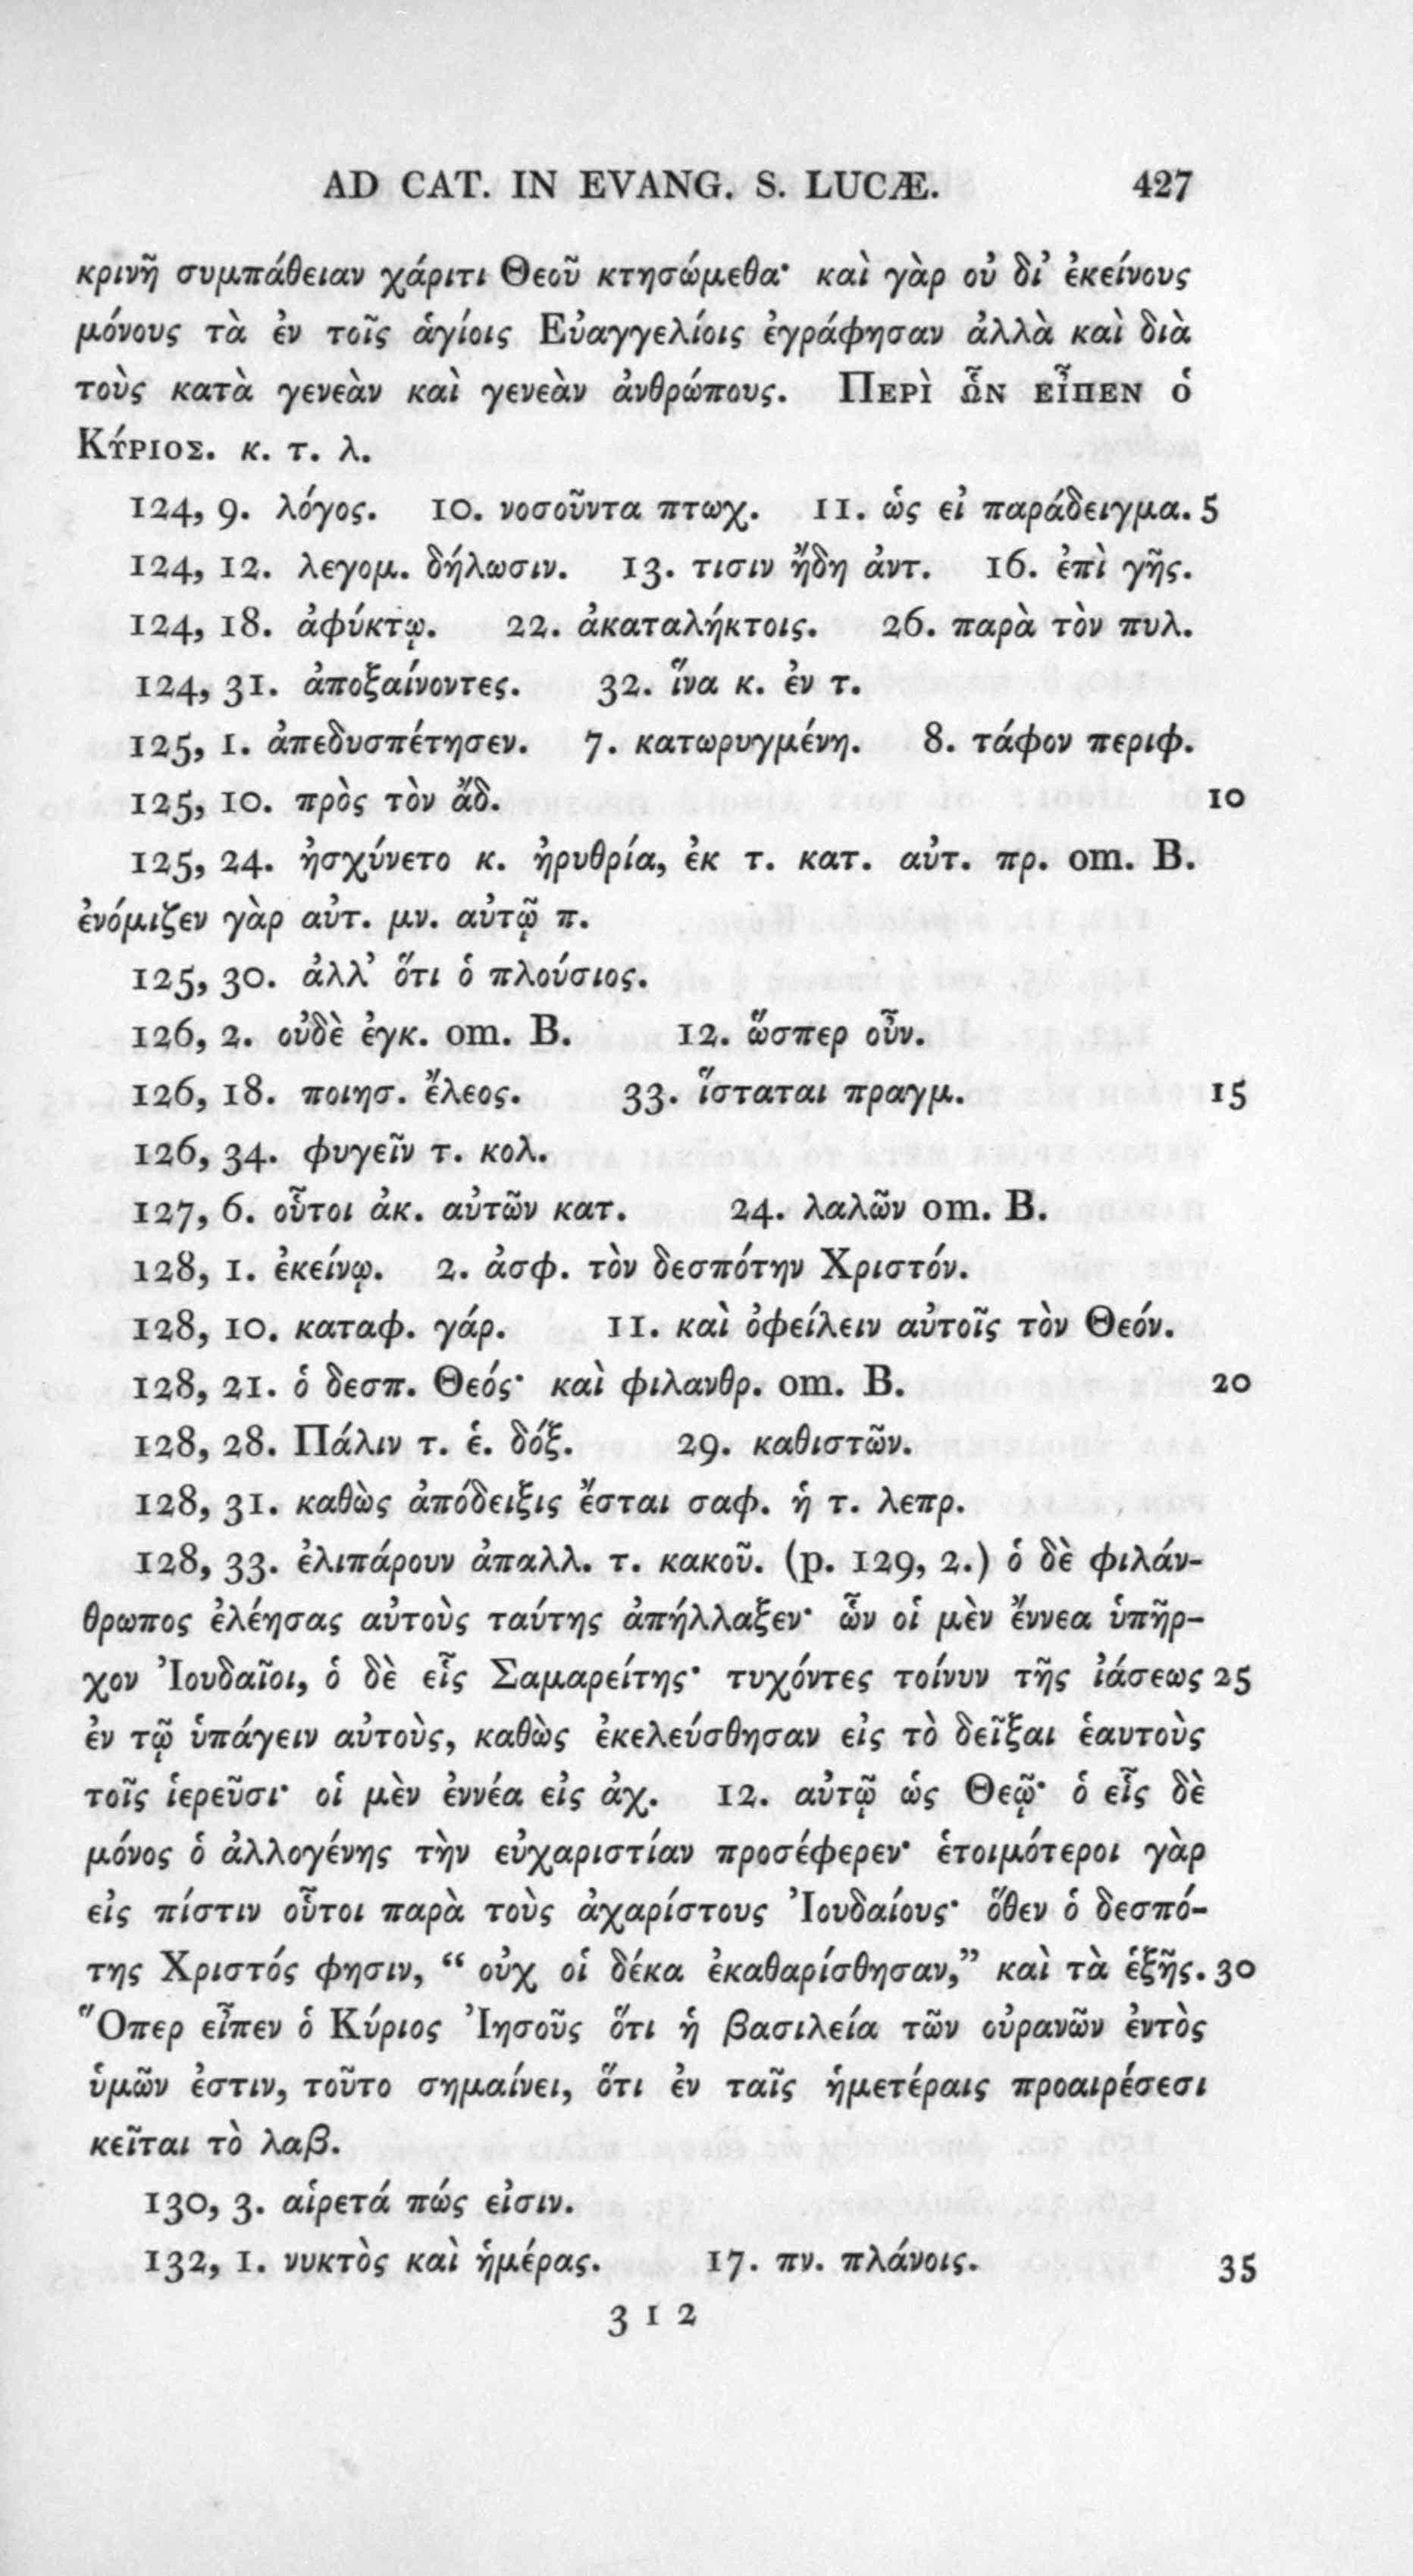 AD CAT. IN EVANG. S. LUCÆ. 427
κρινῆ συμπάθειαν χάριτι Θεοῦ κτησώμεθα· καὶ γὰρ οὐ δι’ ἐκείνους
μόνους τὰ ἐν τοῖς ἁγίοις Εὐαγγελίοις ἐγράφησαν ἀλλὰ καὶ διὰ
τοὺς κατὰ γενεὰν καὶ γενεὰν ἀνθρώπους. ΠΕΡῚ ὮΝ ΕἾΠΕΝ ὁ
ΚΎΡΙΟΣ. κ. τ. λ.
124, 9. λόγος. 10. νοσοῦντα πτωχ. 11. ὡς εἰ παράδειγμα. 5
124, 12. λεγομ. δήλωσιν. 13. τισιν ἤδη ἀντ. 16. ἐπὶ γῆς.
124, 18. ἀφύκτῳ. 22. ἀκαταλήκτοις. 26. παρὰ τὸν πυλ.
124, 31. ἀποξαίνοντες. 32. ἵνα κ. ἐν τ.
125, 1. ἀπεδυσπέτησεν. 7. κατωρυγμένη. 8. τάφον περιφ.
125, 10. πρὸς τὸν ἄδ. 10
125, 24. ἠσχύνετο κ. ἠρυθρία, ἐκ τ. κατ. αὐτ. πρ. om. B.
ἐνόμιζεν γὰρ αὐτ. μν. αὐτῷ π.
125, 30. ἀλλ’ ὅτι ὁ πλούσιος.
126, 2. οὐδὲ ἐγκ. om. B. 12. ὥσπερ οὖν.
126, 18. ποιησ. ἔλεος. 33. ἵσταται πραγμ. 15
126, 34. φυγεῖν τ. κολ.
127, 6. οὗτοι ἀκ. αὐτῶν κατ. 24. λαλῶν om. B.
128, 1. ἐκείνῳ. 2. ἀσφ. τὸν δεσπότην Χριστόν.
128, 10. καταφ. γάρ. 11. καὶ ὀφείλειν αὐτοῖς τὸν Θεόν.
128, 21. ὁ δεσπ. Θεός· καὶ φιλανθρ. om. B. 20
128, 28. Πάλιν τ. ἑ. δόξ. 29. καθιστῶν.
128, 31. καθὼς ἀπόδειξις ἔσται σαφ. ἡ τ. λεπρ.
128, 33. ἐλιπάρουν ἀπαλλ. τ. κακοῦ. (p. 129, 2.) ὁ δὲ φιλάν-
θρωπος ἐλέησας αὐτοὺς ταύτης ἀπήλλαξεν· ὧν οἱ μὲν ἔννεα ὑπῆρ-
χον Ἰουδαῖοι, ὁ δὲ εἷς Σαμαρείτης· τυχόντες τοίνυν τῆς ἰάσεως 25
ἐν τῷ ὑπάγειν αὐτοὺς, καθὼς ἐκελεύσθησαν εἰς τὸ δεῖξαι ἑαυτοὺς
τοῖς ἱερεῦσι· οἱ μὲν ἐννέα εἰς ἀχ. 12. αὐτῷ ὡς Θεῷ· ὁ εἷς δὲ
μόνος ὁ ἀλλογένης τὴν εὐχαριστίαν προσέφερεν· ἑτοιμότεροι γὰρ
εἰς πίστιν οὗτοι παρὰ τοὺς ἀχαρίστους Ἰουδαίους· ὅθεν ὁ δεσπό-
της Χριστός φησιν, “ οὐχ οἱ δέκα ἐκαθαρίσθησαν,” καὶ τὰ ἑξῆς. 30
Ὅπερ εἶπεν ὁ Κύριος Ἰησοῦς ὅτι ἡ βασιλεία τῶν οὐρανῶν ἐντὸς
ὑμῶν ἐστιν, τοῦτο σημαίνει, ὅτι ἐν ταῖς ἡμετέραις προαιρέσεσι
κεῖται τὸ λαβ.
130, 3. αἱρετά πώς εἰσιν.
132, 1. νυκτὸς καὶ ἡμέρας. 17. πν. πλάνοις. 35
3 I 2